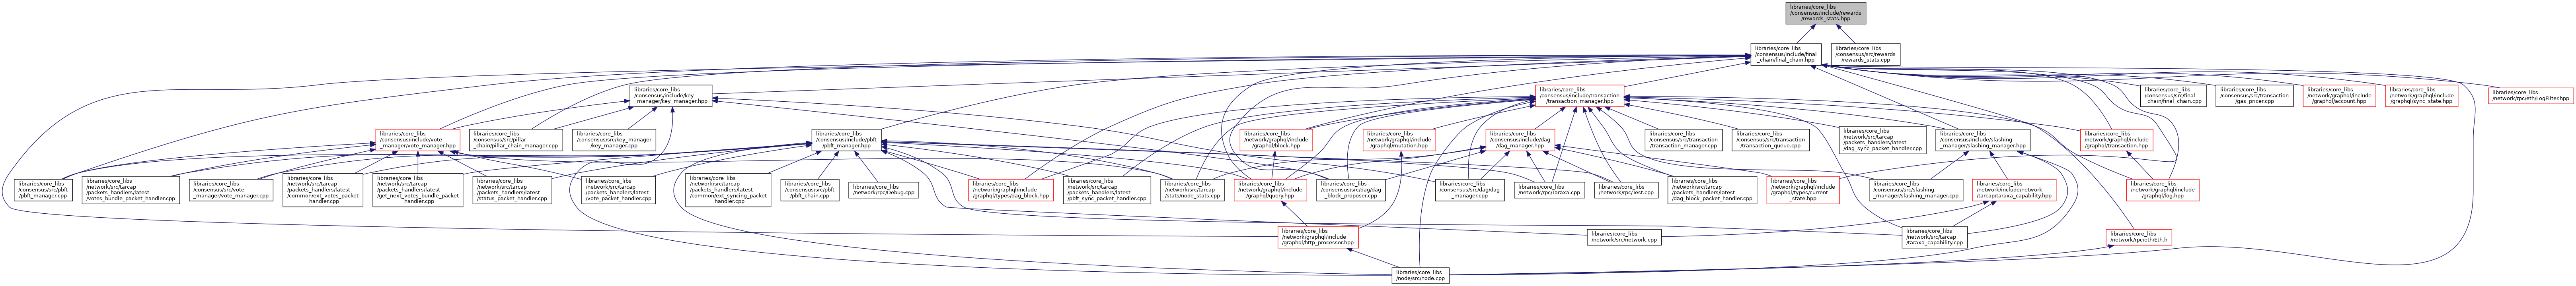 libraries/core_libs
/consensus/include/rewards
/rewards_stats.hpp
libraries/core_libs
/consensus/include/final
_chain/final_chain.hpp
libraries/core_libs
/consensus/src/rewards
/rewards_stats.cpp
libraries/core_libs
/consensus/include/key
_manager/key_manager.hpp
libraries/core_libs
/consensus/include/transaction
/transaction_manager.hpp
libraries/core_libs
/consensus/src/final
_chain/final_chain.cpp
libraries/core_libs
/consensus/src/transaction
/gas_pricer.cpp
libraries/core_libs
/network/graphql/include
/graphql/account.hpp
libraries/core_libs
/network/graphql/include
/graphql/sync_state.hpp
libraries/core_libs
/network/rpc/eth/LogFilter.hpp
libraries/core_libs
/consensus/include/vote
_manager/vote_manager.hpp
libraries/core_libs
/consensus/src/pillar
_chain/pillar_chain_manager.cpp
libraries/core_libs
/consensus/src/key_manager
/key_manager.cpp
libraries/core_libs
/consensus/include/pbft
/pbft_manager.hpp
libraries/core_libs
/network/graphql/include
/graphql/block.hpp
libraries/core_libs
/network/graphql/include
/graphql/mutation.hpp
libraries/core_libs
/consensus/include/dag
/dag_manager.hpp
libraries/core_libs
/consensus/src/transaction
/transaction_manager.cpp
libraries/core_libs
/consensus/src/transaction
/transaction_queue.cpp
libraries/core_libs
/network/src/tarcap
/packets_handlers/latest
/dag_sync_packet_handler.cpp
libraries/core_libs
/consensus/include/slashing
_manager/slashing_manager.hpp
libraries/core_libs
/network/graphql/include
/graphql/transaction.hpp
libraries/core_libs
/consensus/src/pbft
/pbft_manager.cpp
libraries/core_libs
/network/src/tarcap
/packets_handlers/latest
/votes_bundle_packet_handler.cpp
libraries/core_libs
/consensus/src/vote
_manager/vote_manager.cpp
libraries/core_libs
/network/src/tarcap
/packets_handlers/latest
/common/ext_votes_packet
_handler.cpp
libraries/core_libs
/network/src/tarcap
/packets_handlers/latest
/get_next_votes_bundle_packet
_handler.cpp
libraries/core_libs
/network/src/tarcap
/packets_handlers/latest
/status_packet_handler.cpp
libraries/core_libs
/network/src/tarcap
/packets_handlers/latest
/vote_packet_handler.cpp
libraries/core_libs
/network/src/tarcap
/packets_handlers/latest
/common/ext_syncing_packet
_handler.cpp
libraries/core_libs
/consensus/src/pbft
/pbft_chain.cpp
libraries/core_libs
/network/rpc/Debug.cpp
libraries/core_libs
/network/graphql/include
/graphql/types/dag_block.hpp
libraries/core_libs
/network/src/tarcap
/packets_handlers/latest
/pbft_sync_packet_handler.cpp
libraries/core_libs
/network/src/tarcap
/stats/node_stats.cpp
libraries/core_libs
/network/graphql/include
/graphql/query.hpp
libraries/core_libs
/consensus/src/dag/dag
_block_proposer.cpp
libraries/core_libs
/consensus/src/dag/dag
_manager.cpp
libraries/core_libs
/network/rpc/Taraxa.cpp
libraries/core_libs
/network/rpc/Test.cpp
libraries/core_libs
/network/src/tarcap
/packets_handlers/latest
/dag_block_packet_handler.cpp
libraries/core_libs
/network/graphql/include
/graphql/types/current
_state.hpp
libraries/core_libs
/consensus/src/slashing
_manager/slashing_manager.cpp
libraries/core_libs
/network/include/network
/tarcap/taraxa_capability.hpp
libraries/core_libs
/network/graphql/include
/graphql/log.hpp
libraries/core_libs
/network/graphql/include
/graphql/http_processor.hpp
libraries/core_libs
/network/src/network.cpp
libraries/core_libs
/network/src/tarcap
/taraxa_capability.cpp
libraries/core_libs
/network/rpc/eth/Eth.h
libraries/core_libs
/node/src/node.cpp